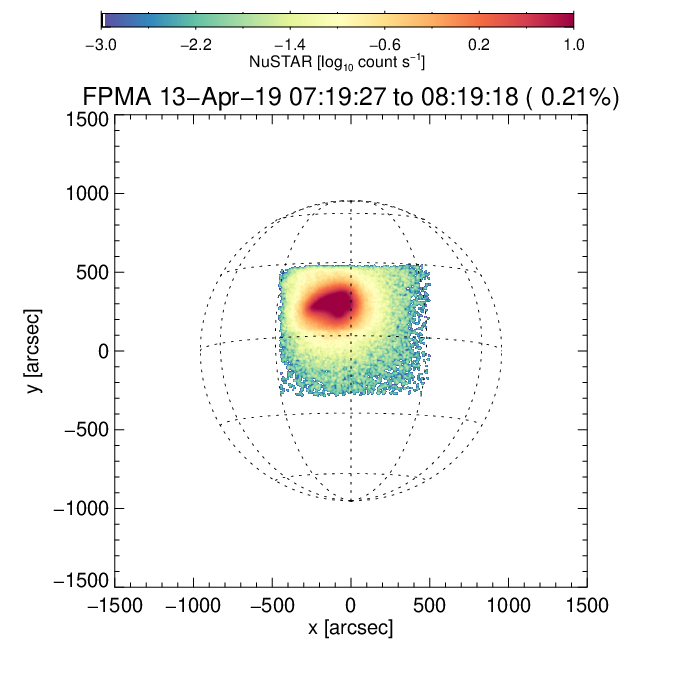 −3.0 −2.2 −1.4 −0.6 0.2 1.0
NuSTAR [log10 count s−1]
FPMA 13−Apr−19 07:19:27 to 08:19:18 ( 0.21%)
1500
1000
500
0
−500
−1000
−1500
y [arcsec]
−1500 −1000 −500 0 500 1000 1500
x [arcsec]